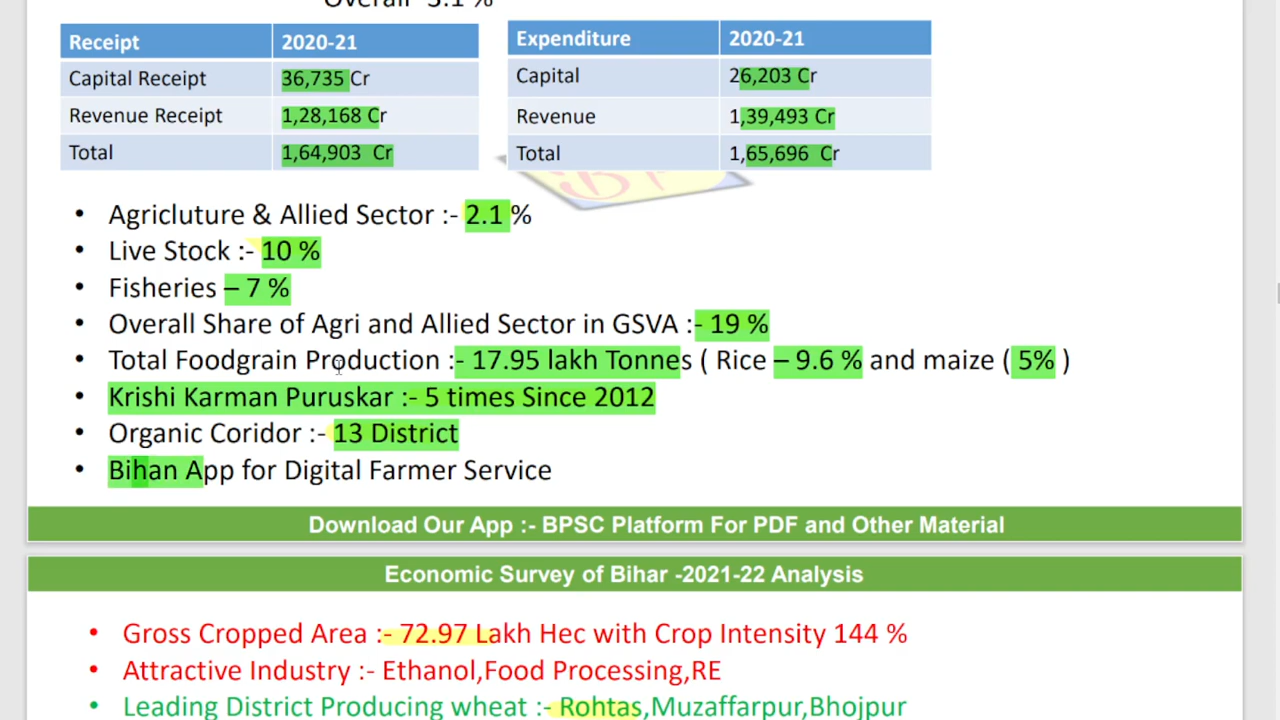 Overall 3.1 %
Receipt 2020-21
Capital Receipt 36,735 Cr
Revenue Receipt 1,28,168 Cr
Total 1,64,903 Cr
Expenditure 2020-21
Capital 26,203 Cr
Revenue 1,39,493 Cr
Total 1,65,696 Cr
• Agricluture & Allied Sector :- 2.1 %
• Live Stock :- 10 %
• Fisheries – 7 %
• Overall Share of Agri and Allied Sector in GSVA :- 19 %
• Total Foodgrain Production :- 17.95 lakh Tonnes ( Rice – 9.6 % and maize ( 5% )
• Krishi Karman Puruskar :- 5 times Since 2012
• Organic Coridor :- 13 District
• Bihan App for Digital Farmer Service
Download Our App :- BPSC Platform For PDF and Other Material
Economic Survey of Bihar -2021-22 Analysis
• Gross Cropped Area :- 72.97 Lakh Hec with Crop Intensity 144 %
• Attractive Industry :- Ethanol,Food Processing,RE
• Leading District Producing wheat :- Rohtas,Muzaffarpur,Bhojpur